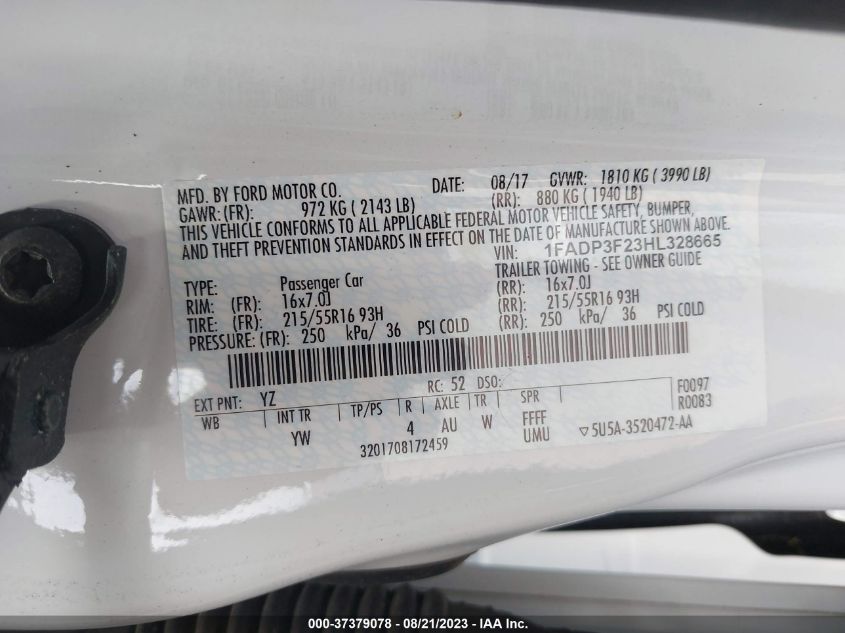 MFD. BY FORD MOTOR CO. DATE: 08/17 GVWR: 1810 KG ( 3990 LB)
GAWR:(FR): 972 KG ( 2143 LB) (RR): 880 KG ( 1940 LB)
THIS VEHICLE CONFORMS TO ALL APPLICABLE FEDERAL MOTOR VEHICLE SAFETY, BUMPER,
AND THEFT PREVENTION STANDARDS IN EFFECT ON THE DATE OF MANUFACTURE SHOWN ABOVE.
VIN: 1FADP3F23HL328665
TYPE: Passenger Car TRAILER TOWING - SEE OWNER GUIDE
RIM: (FR): 16x7.0J (RR): 16x7.0J
TIRE: (FR): 215/55R16 93H (RR): 215/55R16 93H
PRESSURE: (FR): 250 kPa/ 36 PSI COLD (RR): 250 kPa/ 36 PSI COLD
EXT PNT: YZ RC: 52 DSO: F0097
WB INT TR TP/PS R AXLE TR SPR R0083
YW 4 AU W FFFF
UMU ▽5U5A-3520472-AA
3201708172459
000-37379078 - 08/21/2023 - IAA Inc.